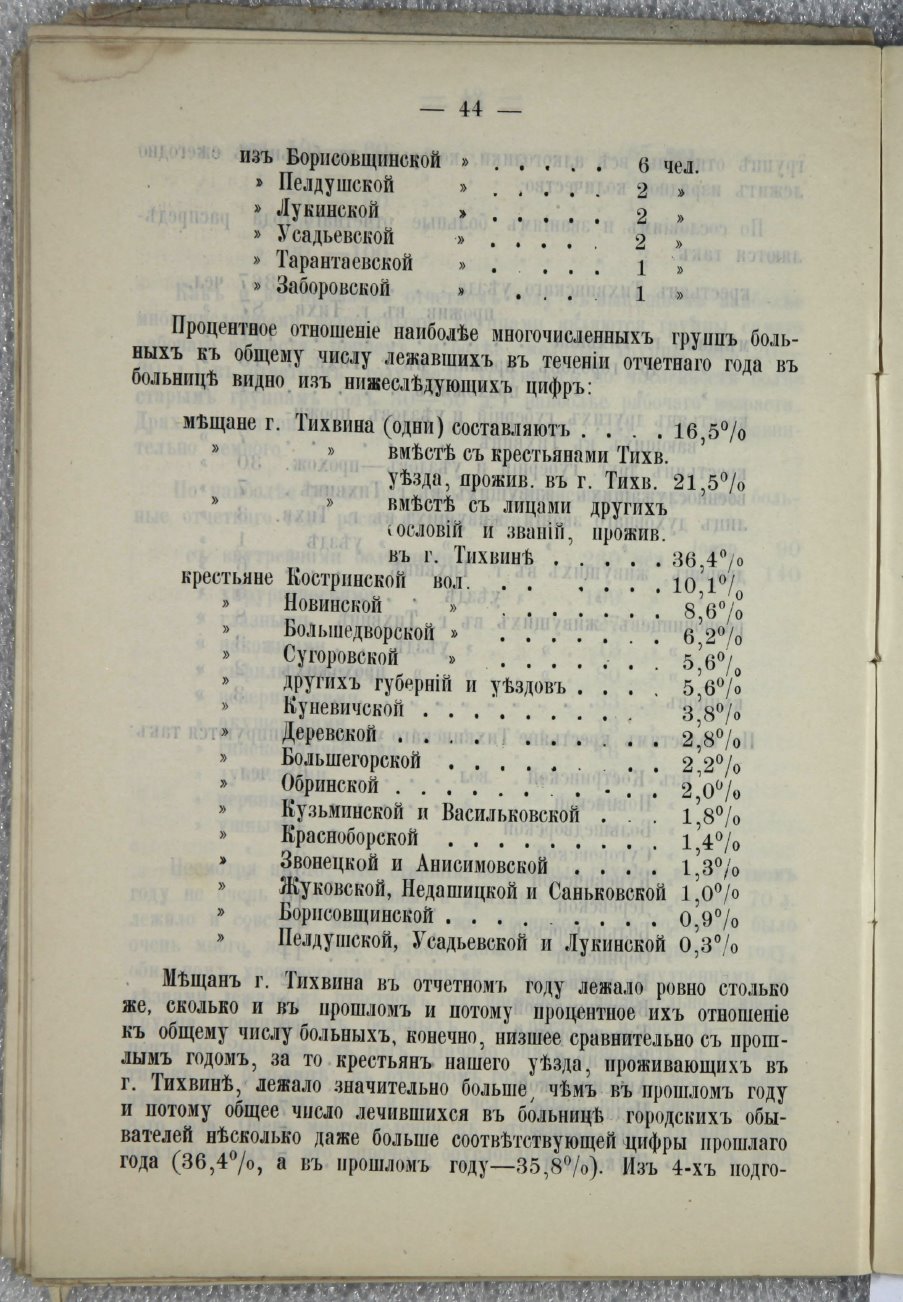 — 44 —
изъ Борисовщинской » . . . . . 6 чел.
» Пелдушской » . . . . . 2 »
» Лукинской » . . . . . 2 »
» Усадьевской » . . . . . 2 »
» Тарантаевской » . . . . 1 »
» Заборовской » . . . . 1 »
Процентное отношеніе наиболѣе многочисленныхъ группъ боль-
ныхъ къ общему числу лежавшихъ въ теченіи отчетнаго года въ
больницѣ видно изъ нижеслѣдующихъ цифръ:
мѣщане г. Тихвина (одни) составляютъ . . . . 16,5%
» » вмѣстѣ съ крестьянами Тихв.
уѣзда, прожив. въ г. Тихв. 21,5%
» » вмѣстѣ съ лицами другихъ
сословій и званій, прожив.
въ г. Тихвинѣ . . . . . 36,4%
крестьяне Костринской вол. . . . . . . 10,1%
» Новинской » . . . . . . . 8,6%
» Большедворской » . . . . . . . 6,2%
» Сугоровской » . . . . . . . 5,6%
» другихъ губерній и уѣздовъ . . . . 5,6%
» Куневичской . . . . . . . . . 3,8%
» Деревской . . . . . . . . . . 2,8%
» Большегорской . . . . . . . . 2,2%
» Обринской . . . . . . . . . . 2,0%
» Кузьминской и Васильковской . . . 1,8%
» Красноборской . . . . . . . . . 1,4%
» Звонецкой и Анисимовской . . . . 1,3%
» Жуковской, Недашицкой и Саньковской 1,0%
» Борисовщинской . . . . . . . . . 0,9%
» Пелдушской, Усадьевской и Лукинской 0,3%
Мѣщанъ г. Тихвина въ отчетномъ году лежало ровно столько
же, сколько и въ прошломъ и потому процентное ихъ отношеніе
къ общему числу больныхъ, конечно, низшее сравнительно съ прош-
лымъ годомъ, за то крестьянъ нашего уѣзда, проживающихъ въ
г. Тихвинѣ, лежало значительно больше, чѣмъ въ прошломъ году
и потому общее число лечившихся въ больницѣ городскихъ обы-
вателей нѣсколько даже больше соотвѣтствующей цифры прошлаго
года (36,4%, а въ прошломъ году—35,8%). Изъ 4-хъ подго-